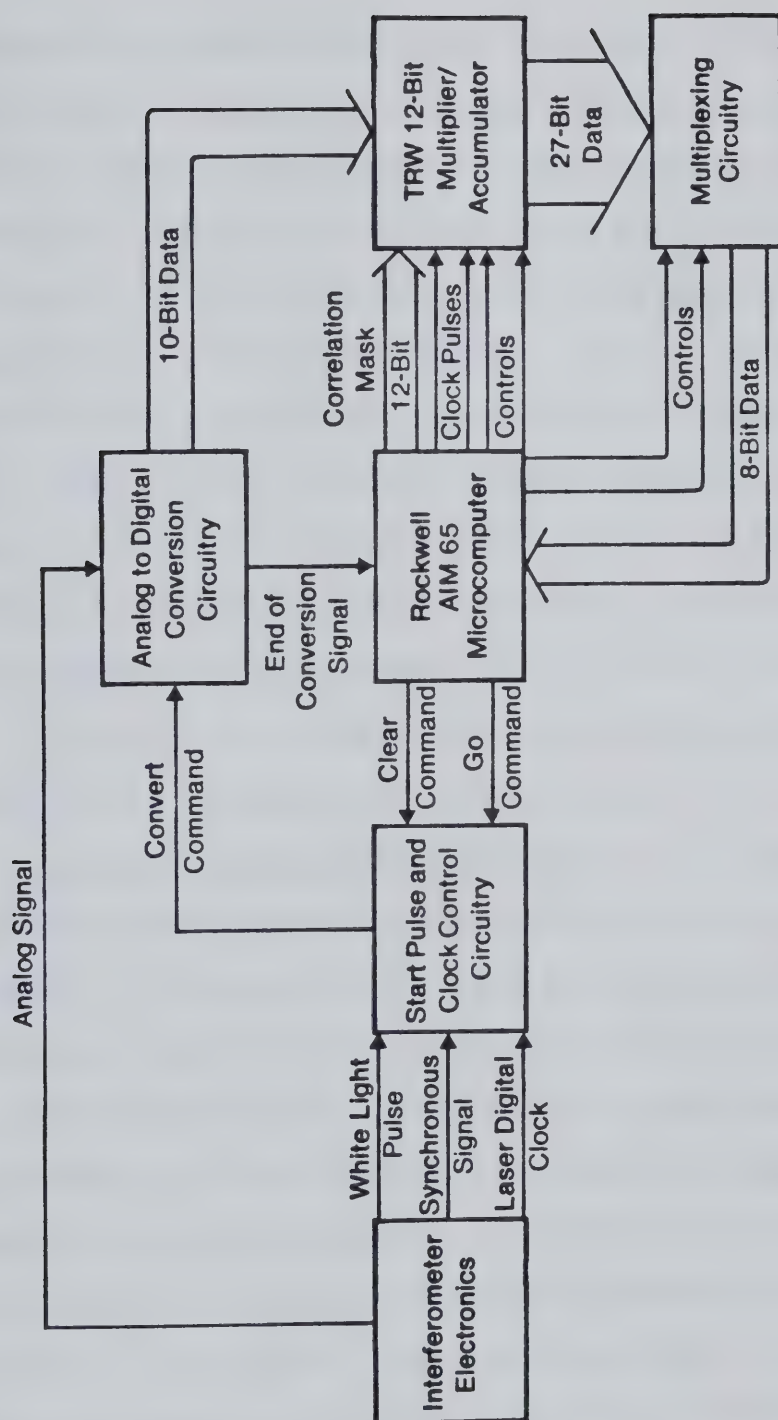 Analog Signal
Analog to Digital
Conversion
Circuitry
10-Bit Data
Convert
Command
End of
Conversion
Signal
Interferometer
Electronics
White Light
Pulse
Synchronous
Signal
Laser Digital
Clock
Start Pulse and
Clock Control
Circuitry
Clear
Command
Go
Command
Rockwell
AIM 65
Microcomputer
Correlation
Mask
12-Bit
Clock Pulses
Controls
TRW 12-Bit
Multiplier/
Accumulator
27-Bit
Data
Controls
8-Bit Data
Multiplexing
Circuitry